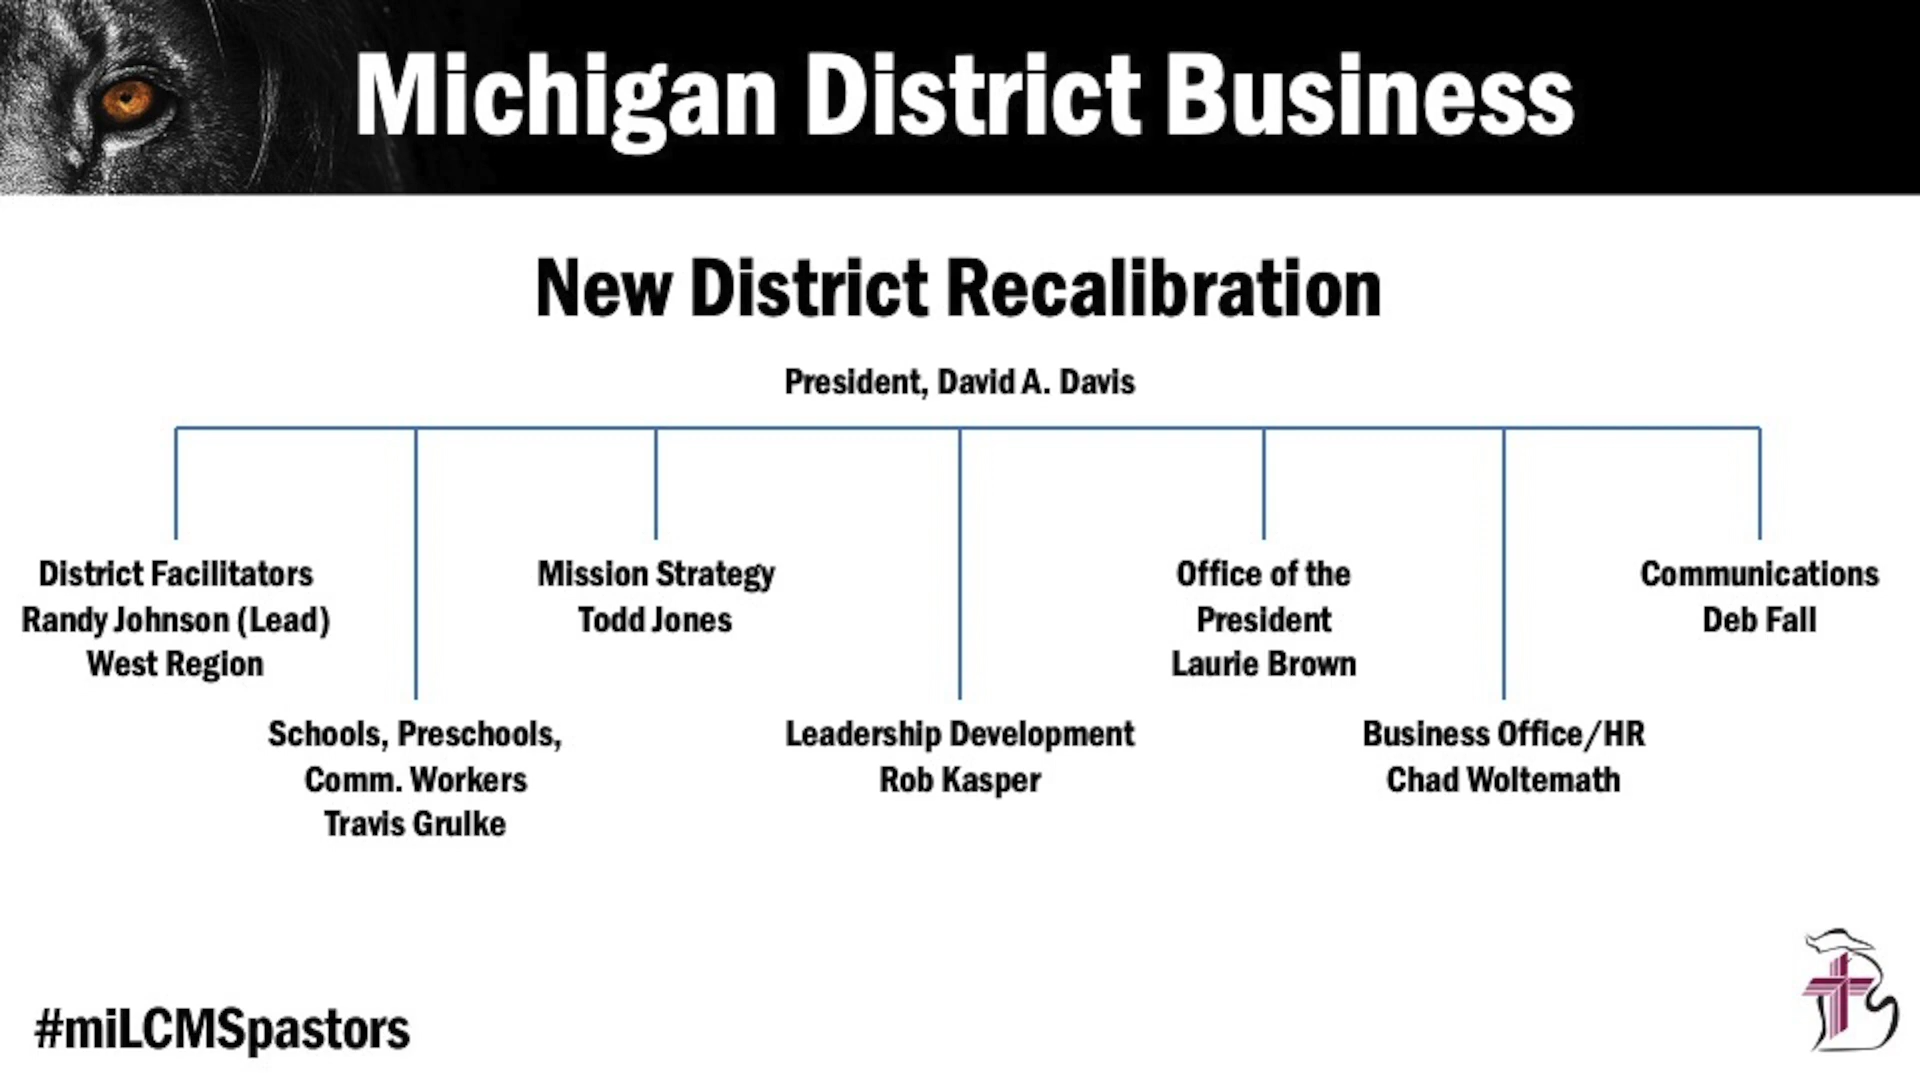 Michigan District Business
New District Recalibration
President, David A. Davis
District Facilitators
Randy Johnson (Lead)
West Region
Schools, Preschools,
Comm. Workers
Travis Grulke
Mission Strategy
Todd Jones
Leadership Development
Rob Kasper
Office of the
President
Laurie Brown
Business Office/HR
Chad Woltemath
Communications
Deb Fall
#miLCMSpastors